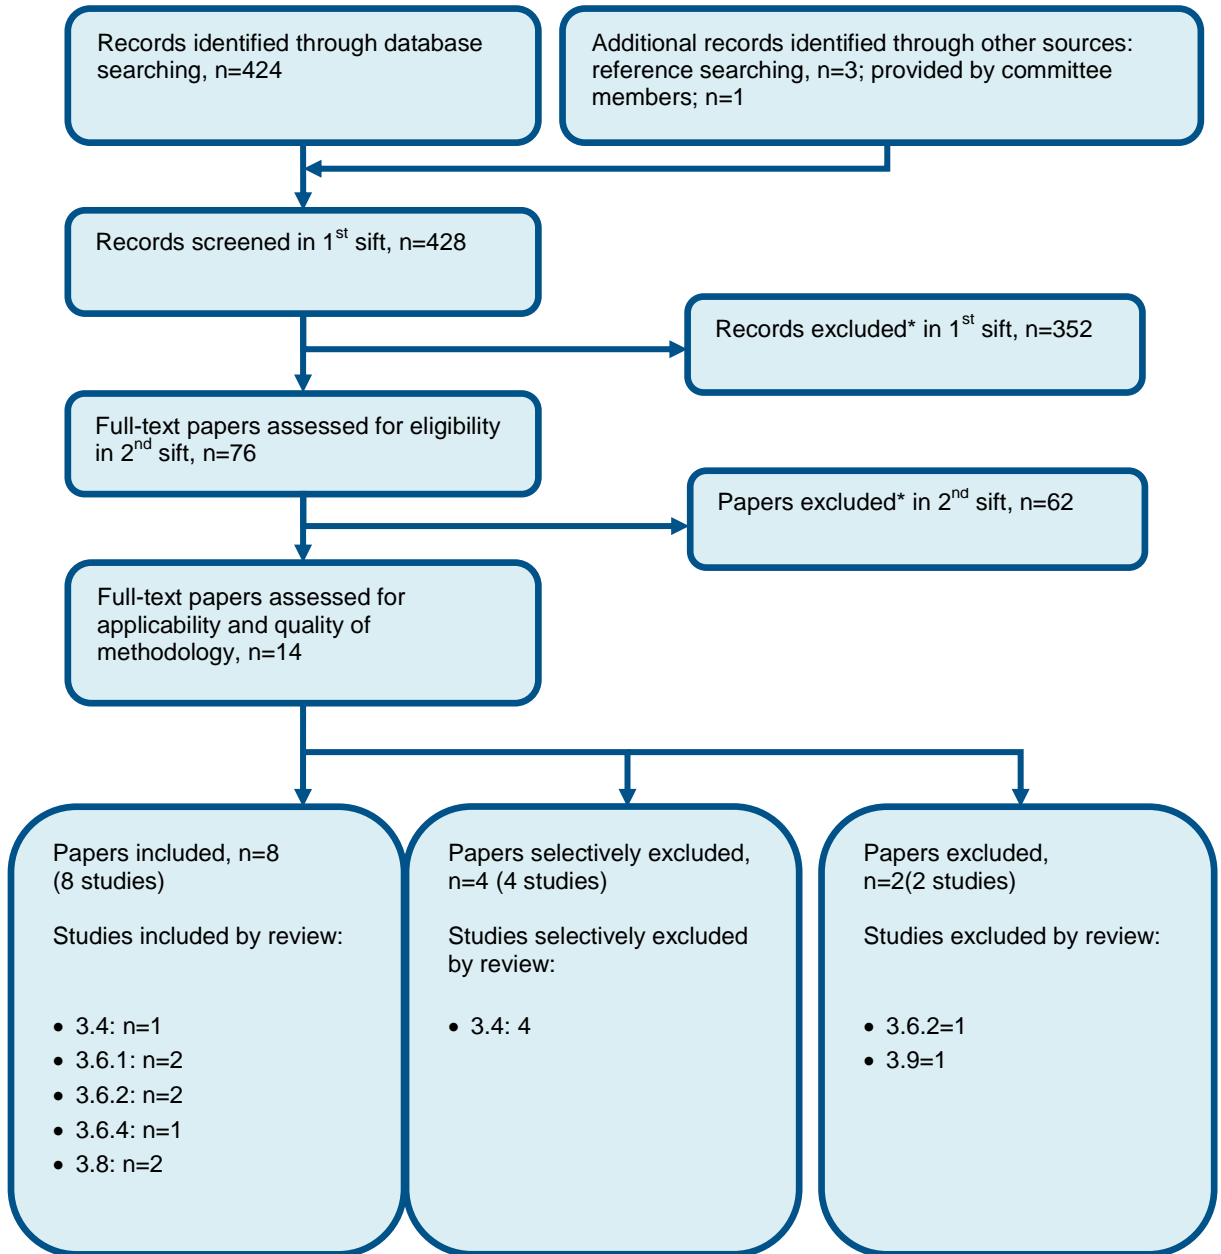 Records identified through database
searching, n=424
Additional records identified through other sources:
reference searching, n=3; provided by committee
members; n=1
Records screened in 1st sift, n=428
Records excluded* in 1st sift, n=352
Full-text papers assessed for eligibility
in 2nd sift, n=76
Papers excluded* in 2nd sift, n=62
Full-text papers assessed for
applicability and quality of
methodology, n=14
Papers included, n=8
(8 studies)
Studies included by review:
• 3.4: n=1
• 3.6.1: n=2
• 3.6.2: n=2
• 3.6.4: n=1
• 3.8: n=2
Papers selectively excluded,
n=4 (4 studies)
Studies selectively excluded
by review:
• 3.4: 4
Papers excluded,
n=2(2 studies)
Studies excluded by review:
• 3.6.2=1
• 3.9=1